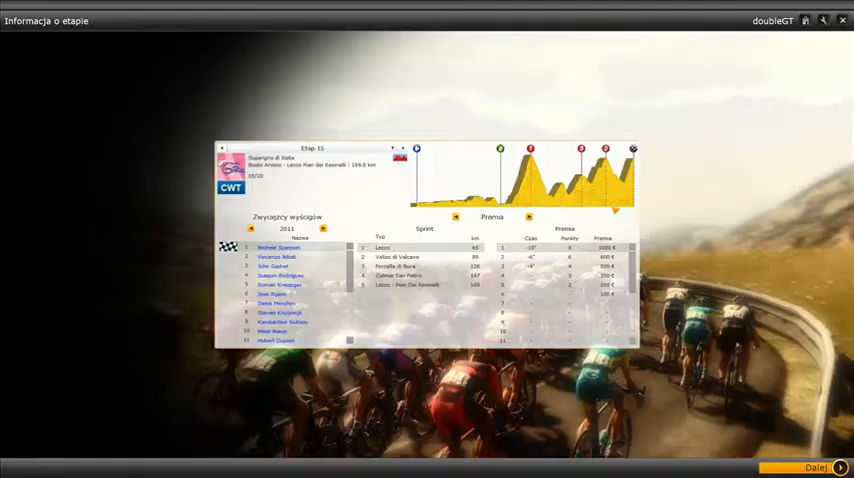 Informacja o etapie
doubleGT
Etap 15
Supergiro di Italia
Busto Arsizio - Lecco Pian dei Resinelli : 169.8 km
05/20
CWT
Zwycięzcy wyścigów
2011
Nazwa
1 Michele Scarponi
2 Vincenzo Nibali
3 John Gadret
4 Joaquin Rodriguez
5 Roman Kreuziger
6 Jose Rujano
7 Denis Menchov
8 Steven Kruijswijk
9 Kanstantsin Siutsou
10 Mikel Nieve
11 Hubert Dupont
Sprint
Typ km
1 Lecco 65
2 Valico di Valcava 89
3 Forcella di Bura 128
4 Colmine San Pietro 147
5 Lecco - Pian Dei Resinelli 169
Premia
Premia
Czas Punkty Premia
1 -10" 8 1000 €
2 -6" 6 600 €
3 -4" 4 500 €
4 - 3 350 €
5 - 2 200 €
6 - - 100 €
7 - - -
8 - - -
9 - - -
10 - - -
11 - - -
Dalej